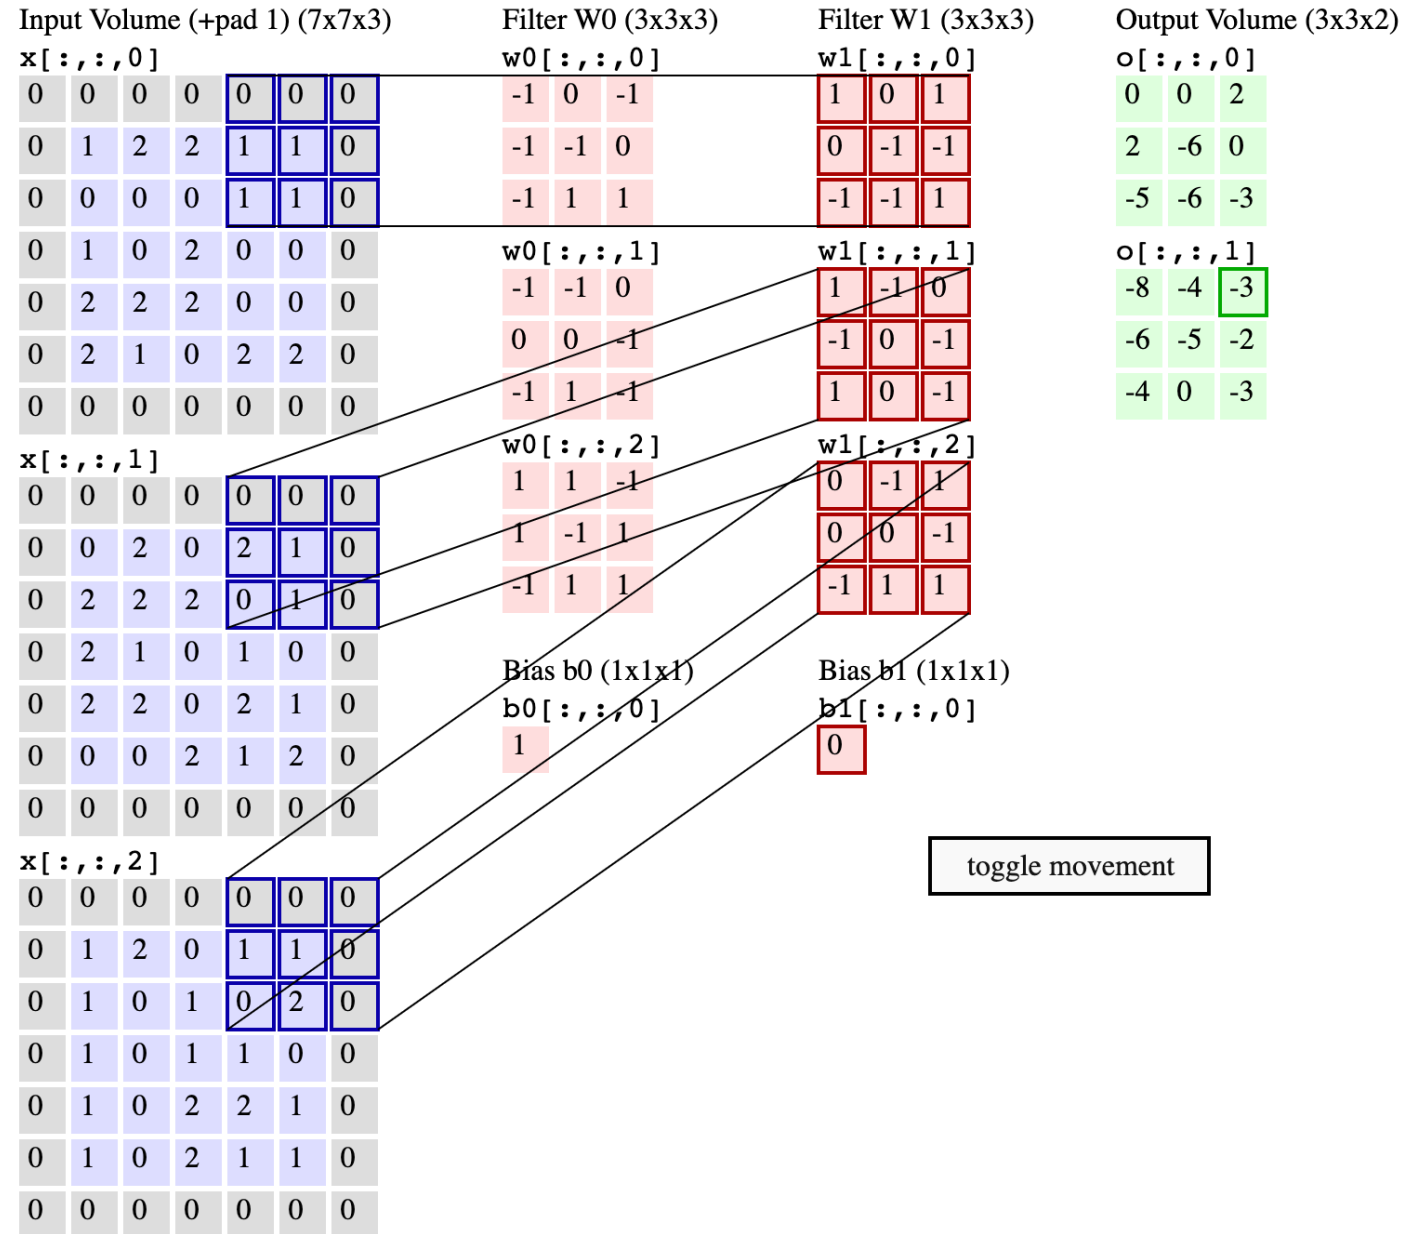 Input Volume (+pad 1) (7x7x3)
x[:,:,0]
0 0 0 0 0 0 0
0 1 2 2 1 1 0
0 0 0 0 1 1 0
0 1 0 2 0 0 0
0 2 2 2 0 0 0
0 2 1 0 2 2 0
0 0 0 0 0 0 0
x[:,:,1]
0 0 0 0 0 0 0
0 0 2 0 2 1 0
0 2 2 2 0 1 0
0 2 1 0 1 0 0
0 2 2 0 2 1 0
0 0 0 2 1 2 0
0 0 0 0 0 0 0
x[:,:,2]
0 0 0 0 0 0 0
0 1 2 0 1 1 0
0 1 0 1 0 2 0
0 1 0 1 1 0 0
0 1 0 2 2 1 0
0 1 0 2 1 1 0
0 0 0 0 0 0 0
Filter W0 (3x3x3)
w0[:,:,0]
-1 0 -1
-1 -1 0
-1 1 1
w0[:,:,1]
-1 -1 0
0 0 -1
-1 1 -1
w0[:,:,2]
1 1 -1
1 -1 1
-1 1 1
Bias b0 (1x1x1)
b0[:,:,0]
1
Filter W1 (3x3x3)
w1[:,:,0]
1 0 1
0 -1 -1
-1 -1 1
w1[:,:,1]
1 -1 0
-1 0 -1
1 0 -1
w1[:,:,2]
0 -1 1
0 0 -1
-1 1 1
Bias b1 (1x1x1)
b1[:,:,0]
0
Output Volume (3x3x2)
o[:,:,0]
0 0 2
2 -6 0
-5 -6 -3
o[:,:,1]
-8 -4 -3
-6 -5 -2
-4 0 -3
toggle movement